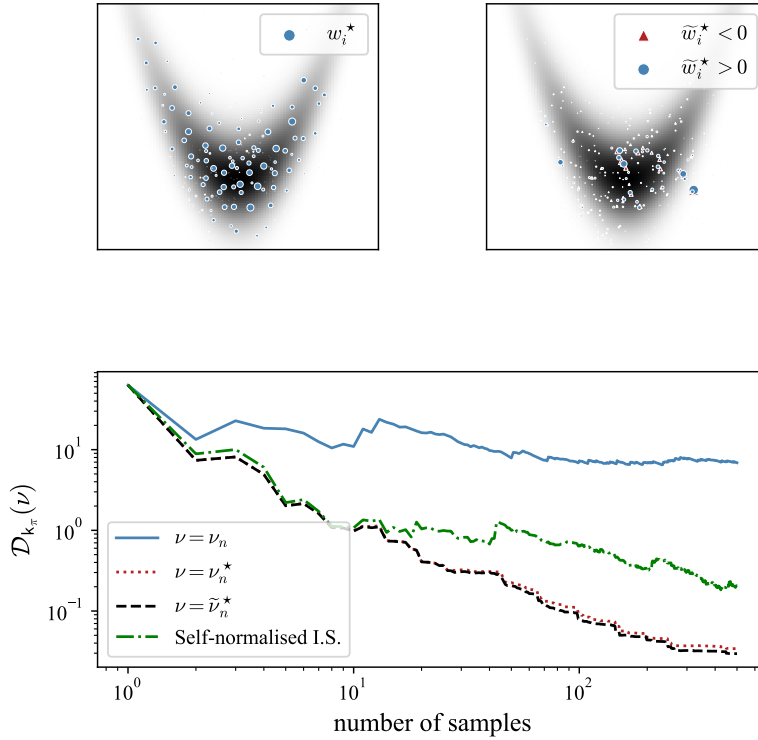 w_i^⋆
w̃_i^⋆ < 0
w̃_i^⋆ > 0
10^1
10^0
10^−1
𝒟_{k_π}(ν)
ν = ν_n
ν = ν_n^⋆
ν = ν̃_n^⋆
Self-normalised I.S.
10^0
10^1
10^2
number of samples